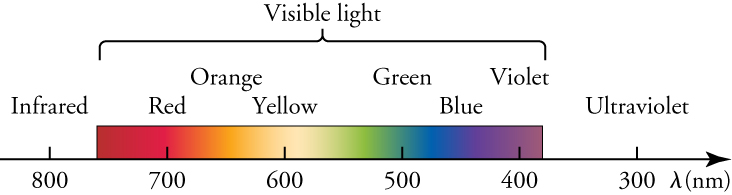 Visible light
Orange Green Violet
Infrared Red Yellow Blue Ultraviolet
800 700 600 500 400 300 λ(nm)